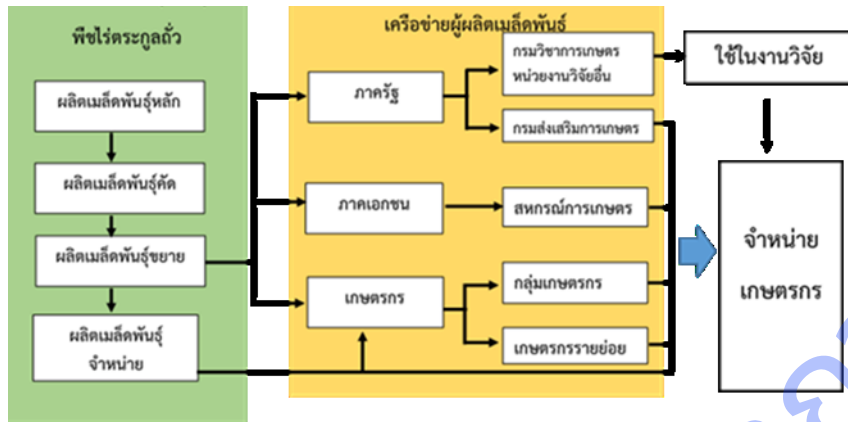 พืชไร่ตระกูลถั่ว
ผลิตเมล็ดพันธุ์หลัก
ผลิตเมล็ดพันธุ์คัด
ผลิตเมล็ดพันธุ์ขยาย
ผลิตเมล็ดพันธุ์
จำหน่าย
เครือข่ายผู้ผลิตเมล็ดพันธุ์
ภาครัฐ
ภาคเอกชน
เกษตรกร
กรมวิชาการเกษตร
หน่วยงานวิจัยอื่น
กรมส่งเสริมการเกษตร
สหกรณ์การเกษตร
กลุ่มเกษตรกร
เกษตรกรรายย่อย
ใช้ในงานวิจัย
จำหน่าย
เกษตรกร